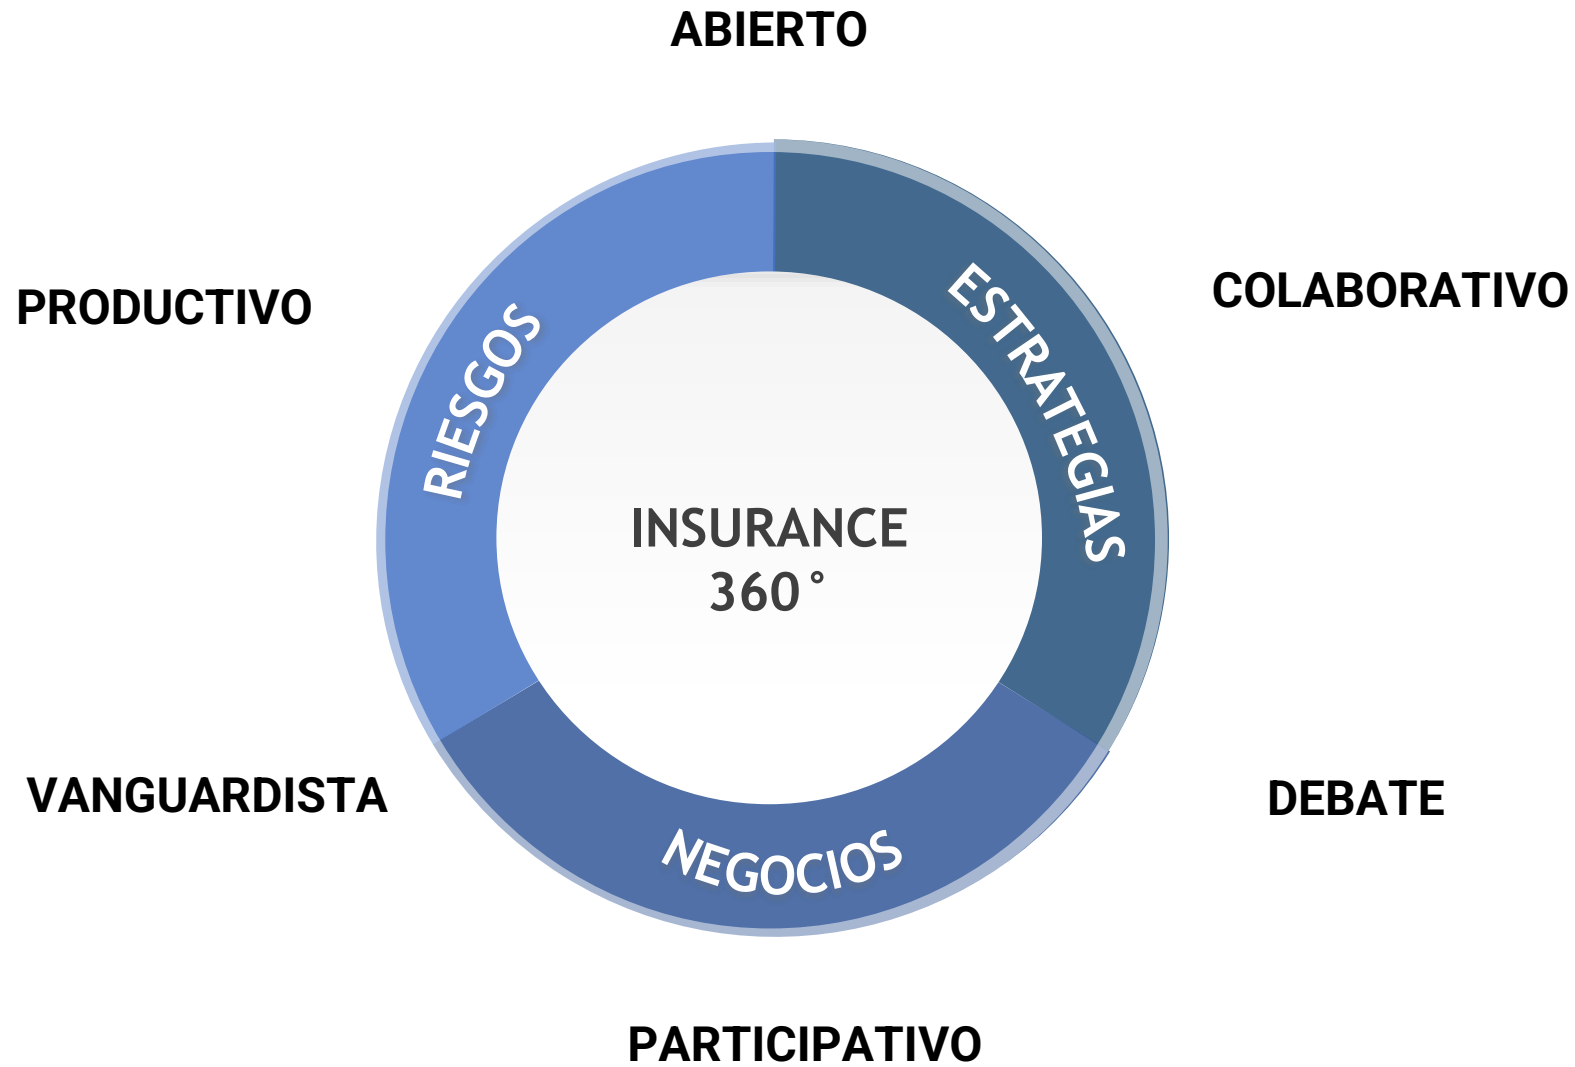 ABIERTO
COLABORATIVO
PRODUCTIVO
ESTRATEGIAS
RIESGOS
INSURANCE
360°
VANGUARDISTA
DEBATE
NEGOCIOS
PARTICIPATIVO